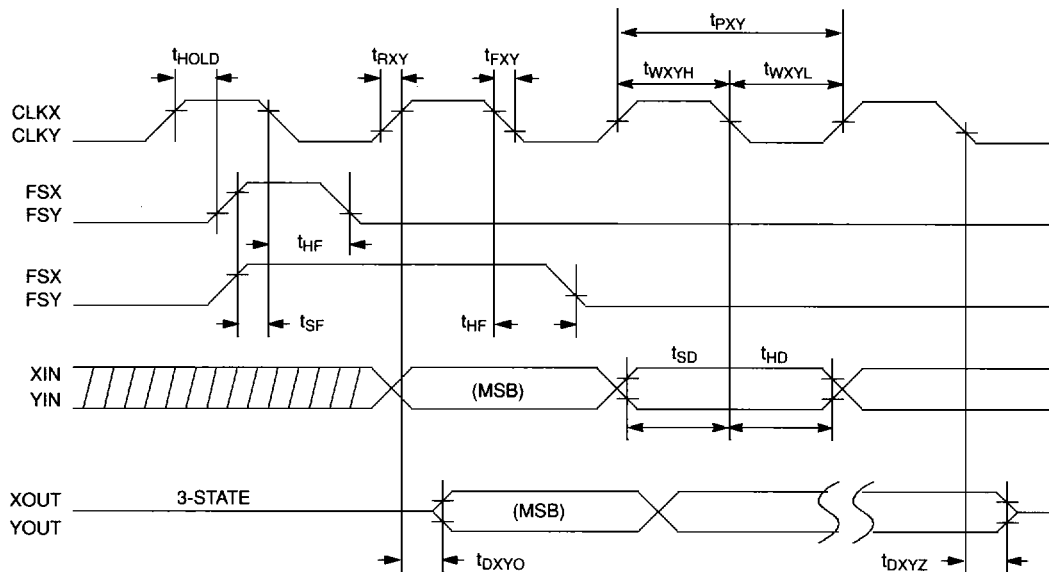 tPXY
tHOLD tRXY tFXY tWXYH tWXYL
CLKX
CLKY
FSX
FSY
tHF
FSX
FSY
tSF tHF
tSD tHD
XIN
YIN
(MSB)
XOUT
YOUT
3-STATE
(MSB)
tDXYO tDXYZ